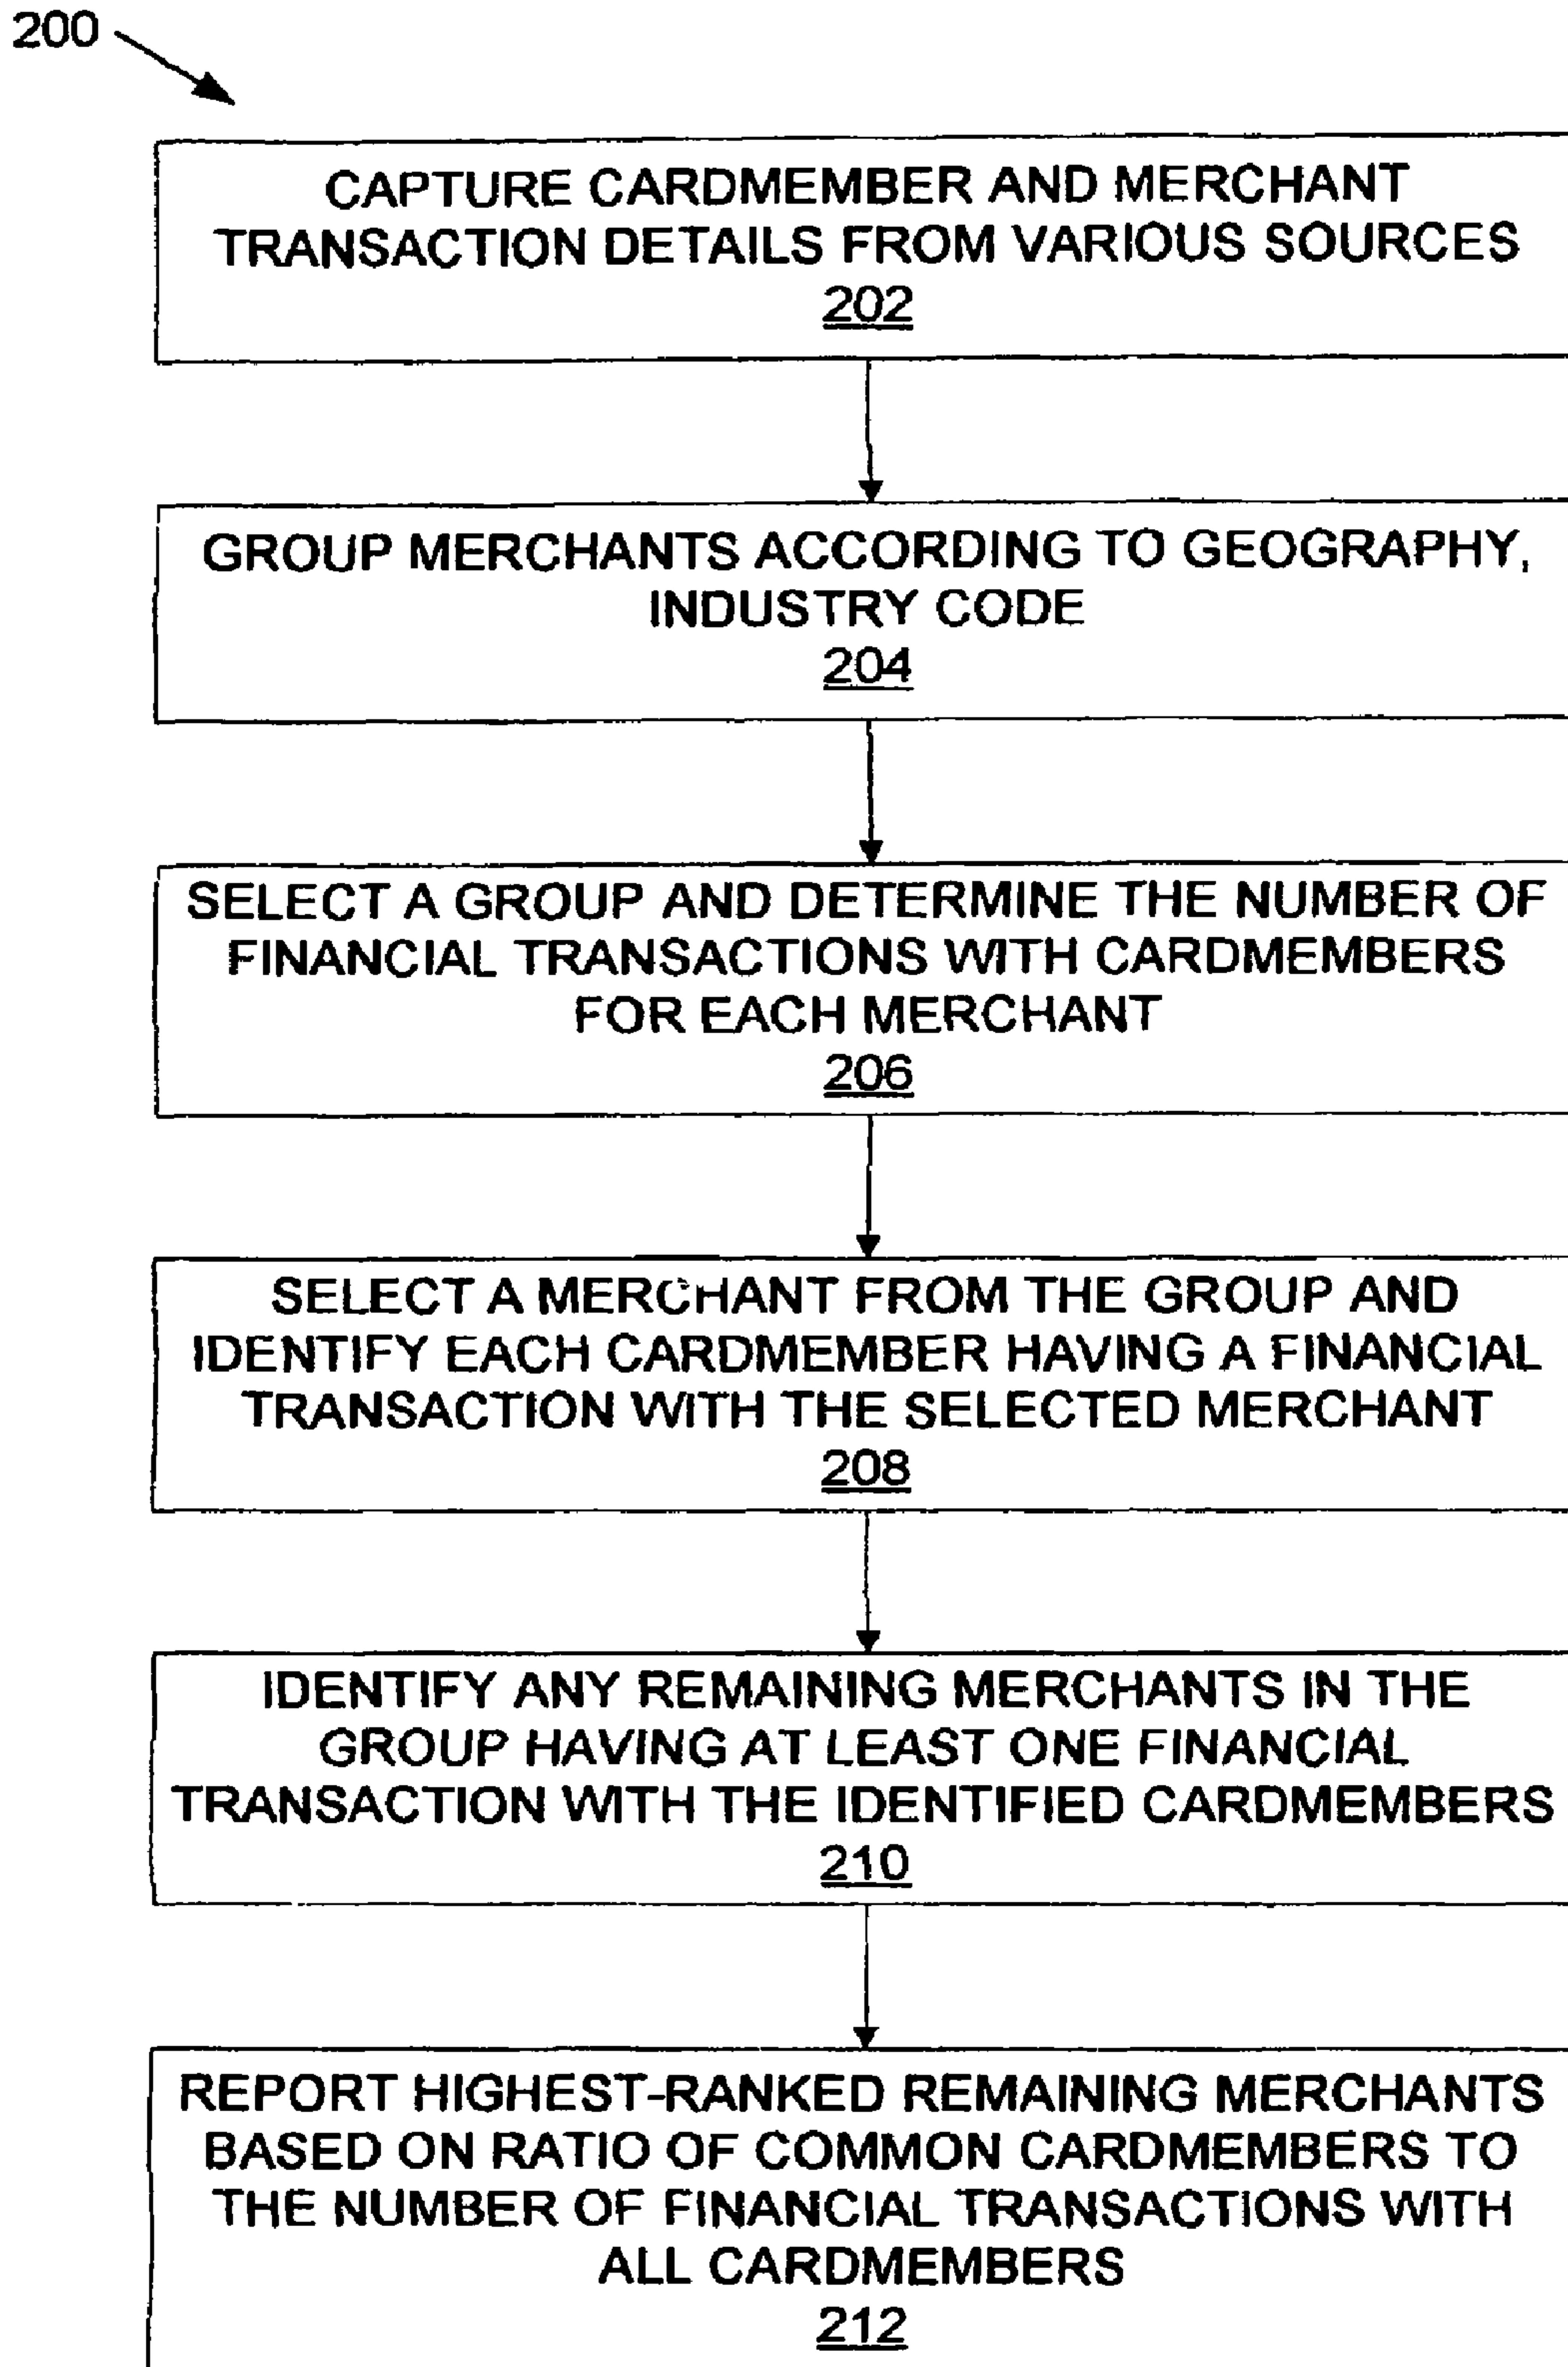 200
CAPTURE CARDMEMBER AND MERCHANT
TRANSACTION DETAILS FROM VARIOUS SOURCES
202
GROUP MERCHANTS ACCORDING TO GEOGRAPHY,
INDUSTRY CODE
204
SELECT A GROUP AND DETERMINE THE NUMBER OF
FINANCIAL TRANSACTIONS WITH CARDMEMBERS
FOR EACH MERCHANT
206
SELECT A MERCHANT FROM THE GROUP AND
IDENTIFY EACH CARDMEMBER HAVING A FINANCIAL
TRANSACTION WITH THE SELECTED MERCHANT
208
IDENTIFY ANY REMAINING MERCHANTS IN THE
GROUP HAVING AT LEAST ONE FINANCIAL
TRANSACTION WITH THE IDENTIFIED CARDMEMBERS
210
REPORT HIGHEST-RANKED REMAINING MERCHANTS
BASED ON RATIO OF COMMON CARDMEMBERS TO
THE NUMBER OF FINANCIAL TRANSACTIONS WITH
ALL CARDMEMBERS
212